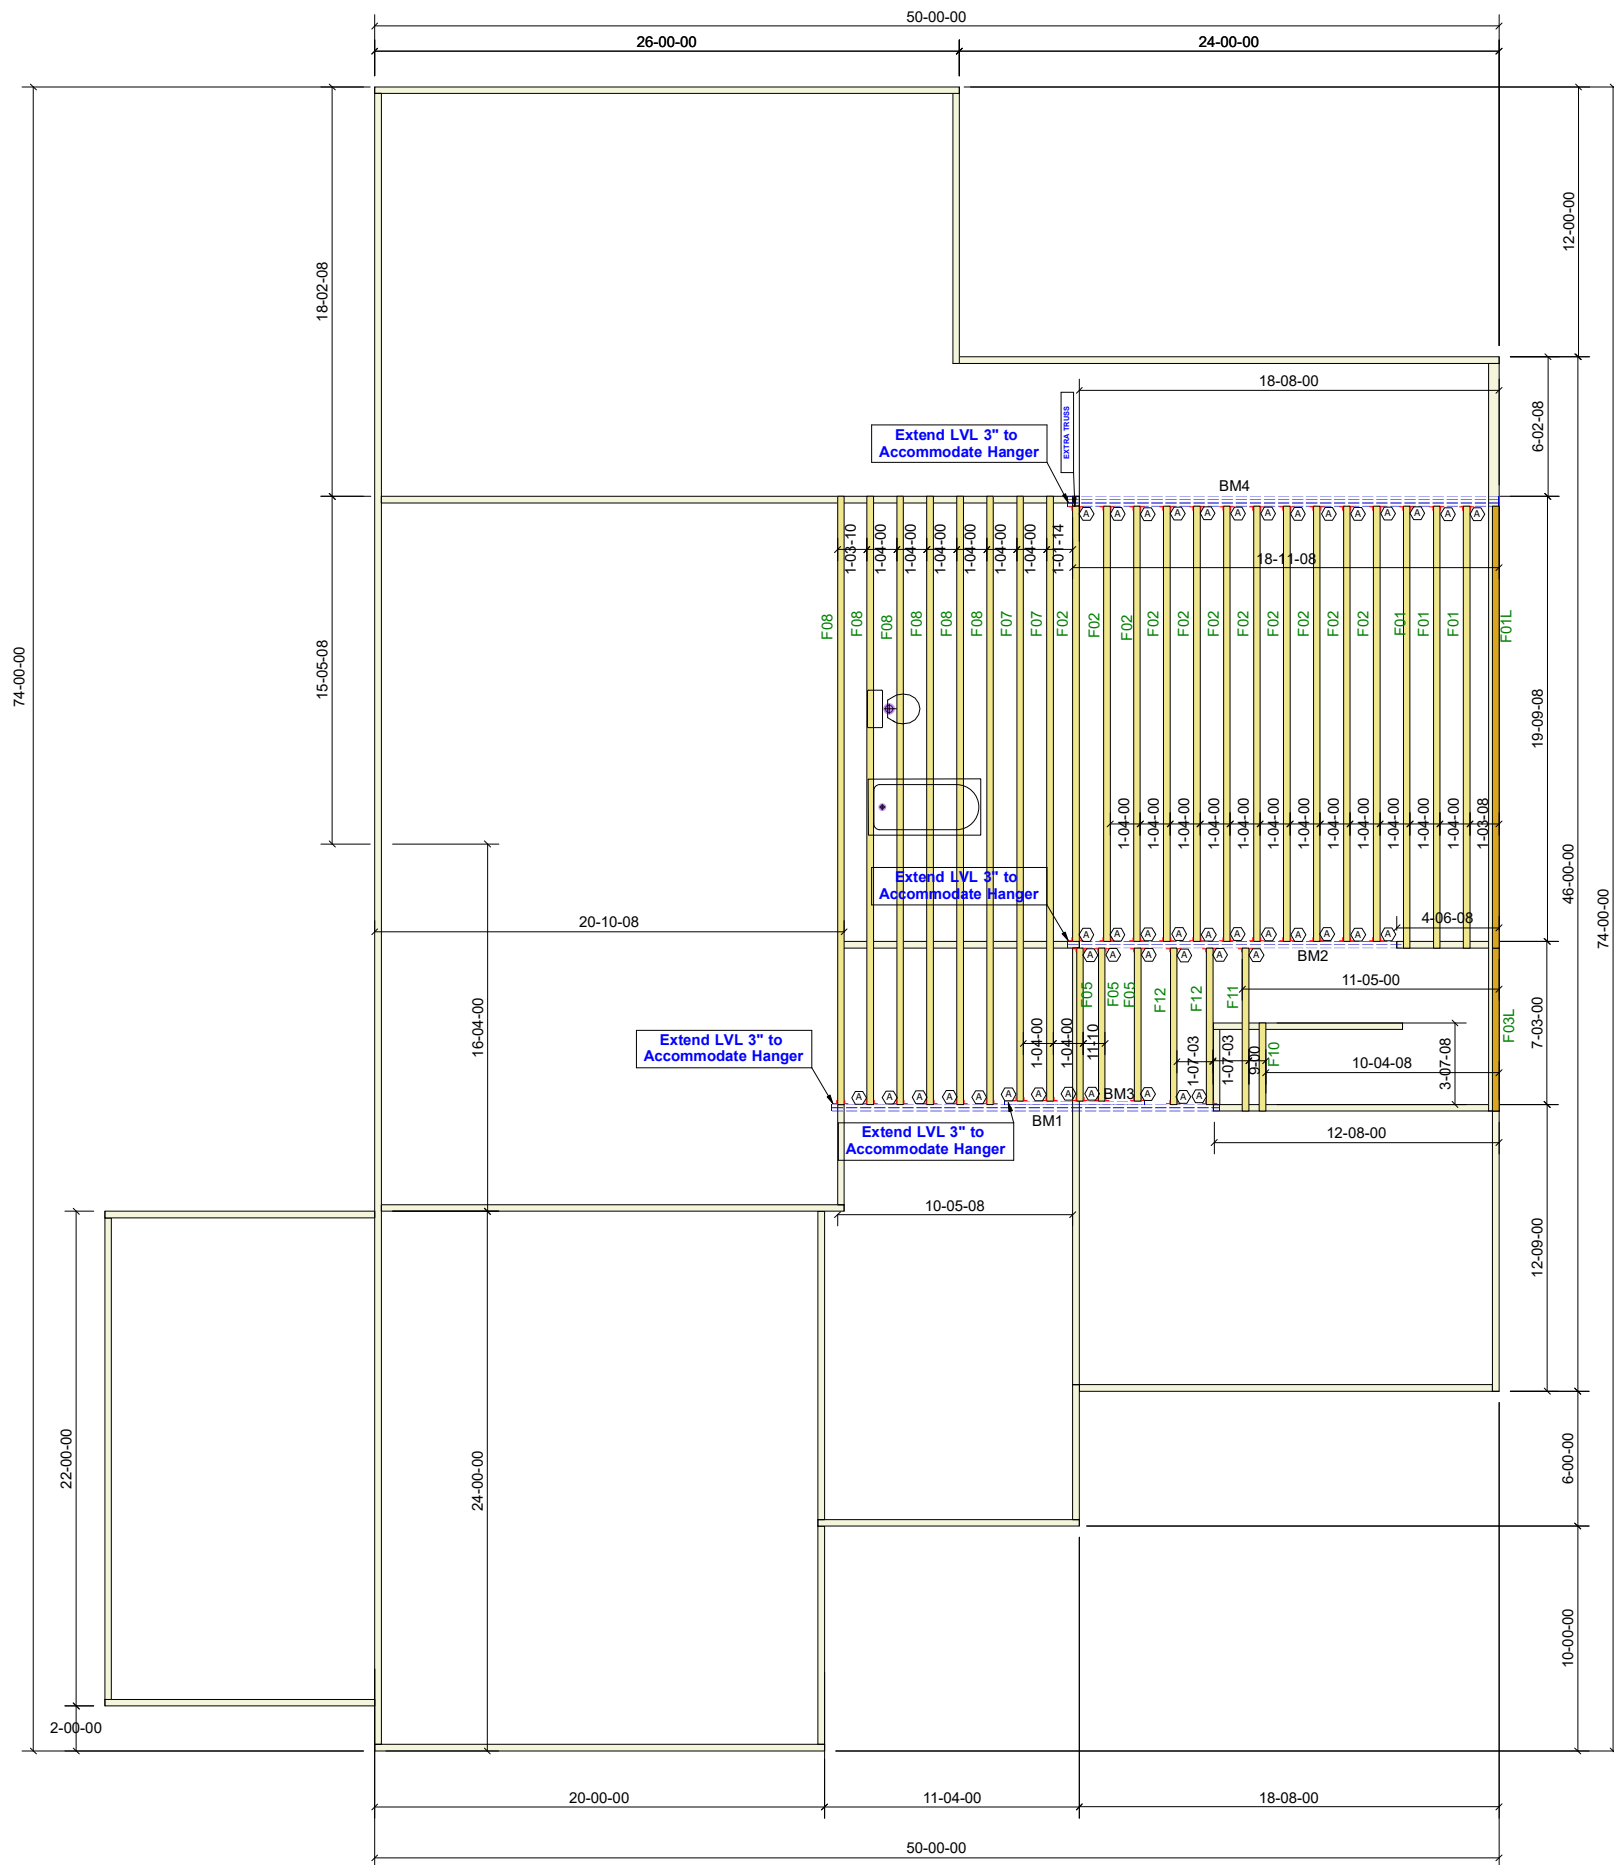 50-00-00
26-00-00
24-00-00
12-00-00
18-02-08
18-08-00
6-02-08
EXTRA TRUSS
Extend LVL 3" to
Accommodate Hanger
BM4
A A A A A A A A A A A A A A
1-03-10
1-04-00
1-04-00
1-04-00
1-04-00
1-04-00
1-04-00
1-01-14
18-11-08
F08
F08
F08
F08
F08
F08
F07
F07
F02
F02
F02
F02
F02
F02
F02
F02
F02
F02
F02
F01
F01
F01
F01L
74-00-00
15-05-08
19-09-08
46-00-00
74-00-00
1-04-00
1-04-00
1-04-00
1-04-00
1-04-00
1-04-00
1-04-00
1-04-00
1-04-00
1-04-00
1-04-00
1-04-00
1-03-08
Extend LVL 3" to
Accommodate Hanger
20-10-08
4-06-08
A A A A A A A A A A A
BM2
A A A A A A
11-05-00
F05
F05
F05
F12
F12
F11
F10
F03L
7-03-00
16-04-00
1-04-00
1-04-00
11-10
1-07-03
1-07-03
9-00
10-04-08
3-07-08
Extend LVL 3" to
Accommodate Hanger
A A A A A A A A A A A A
BM3
BM1
Extend LVL 3" to
Accommodate Hanger
12-08-00
10-05-08
12-09-00
22-00-00
24-00-00
6-00-00
10-00-00
2-00-00
20-00-00
11-04-00
18-08-00
50-00-00